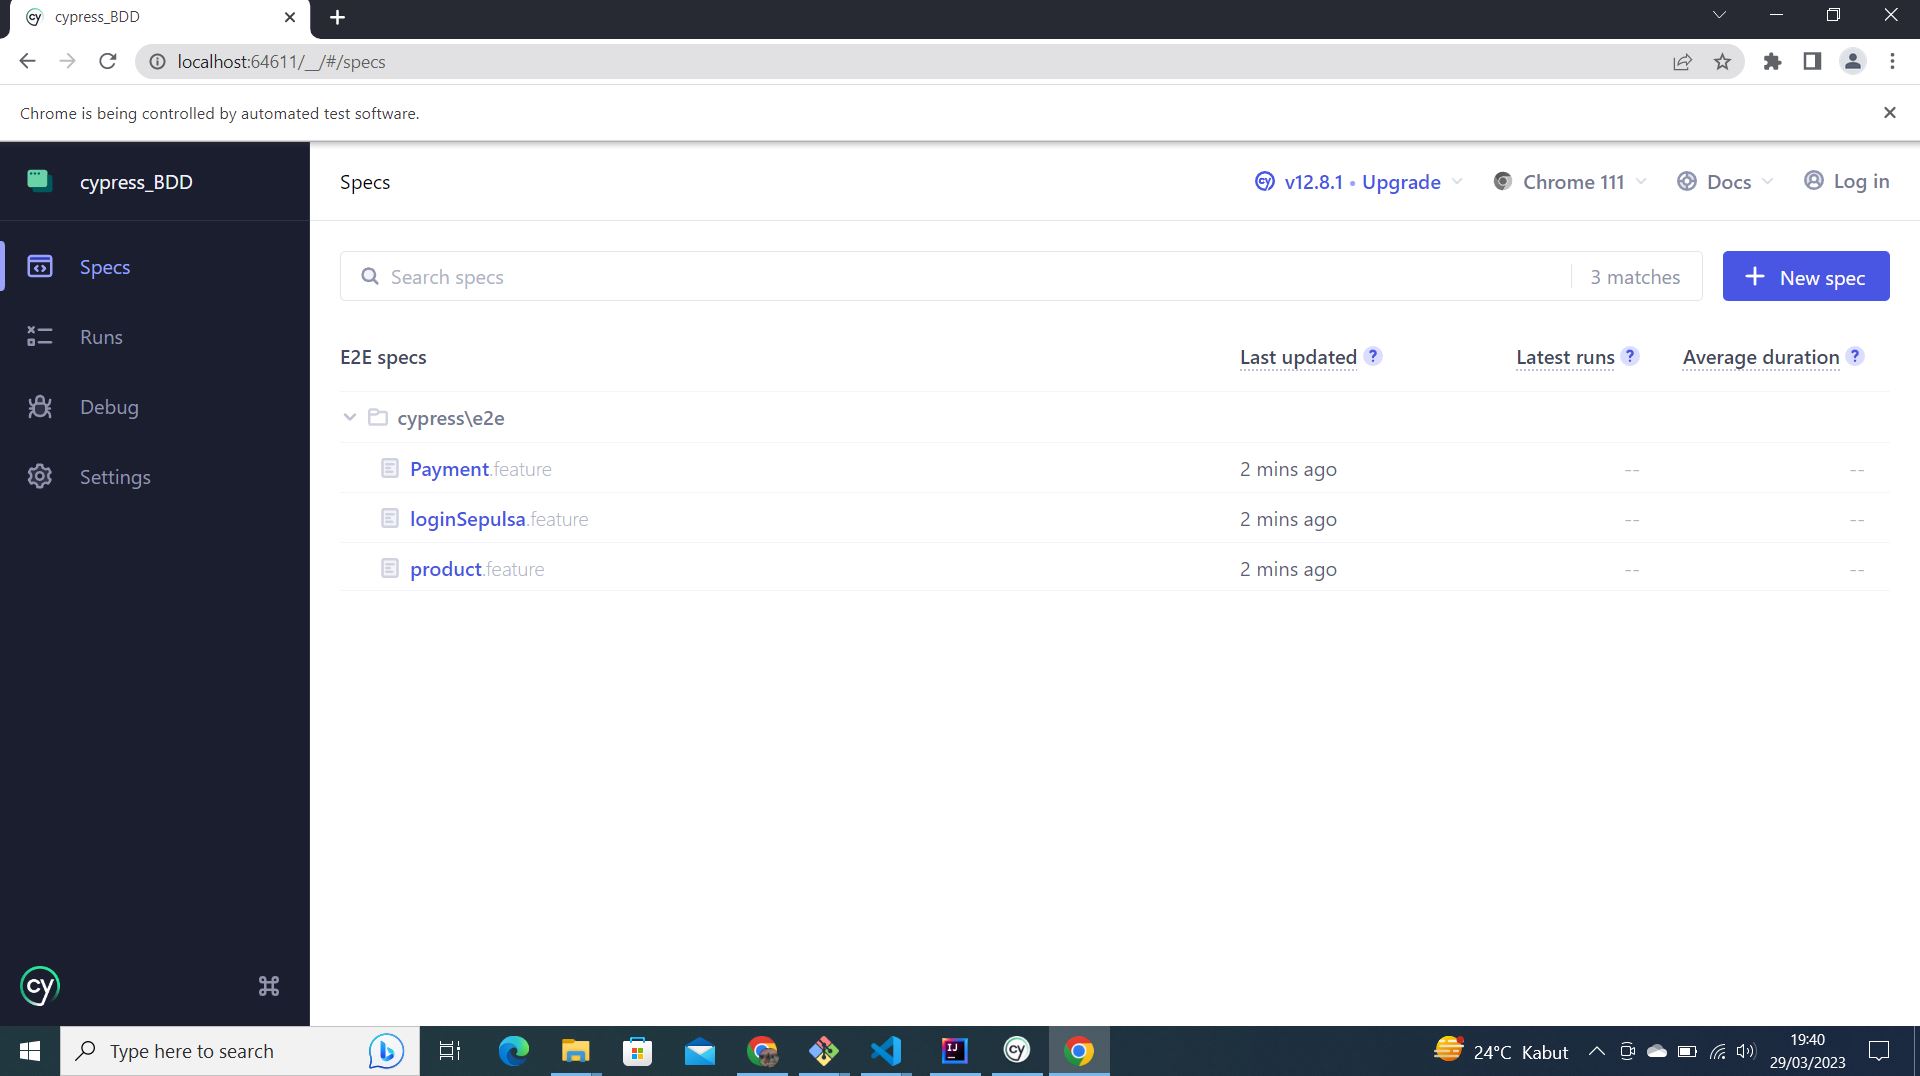 cypress_BDD
localhost:64611/__/#/specs
Chrome is being controlled by automated test software.
cypress_BDD
Specs
v12.8.1 • Upgrade
Chrome 111
Docs
Log in
Specs
Runs
Debug
Settings
Search specs
3 matches
New spec
E2E specs
Last updated ?
Latest runs ?
Average duration ?
cypress\e2e
Payment.feature
2 mins ago
--
--
loginSepulsa.feature
2 mins ago
--
--
product.feature
2 mins ago
--
--
cy
Type here to search
24°C Kabut
19:40
29/03/2023